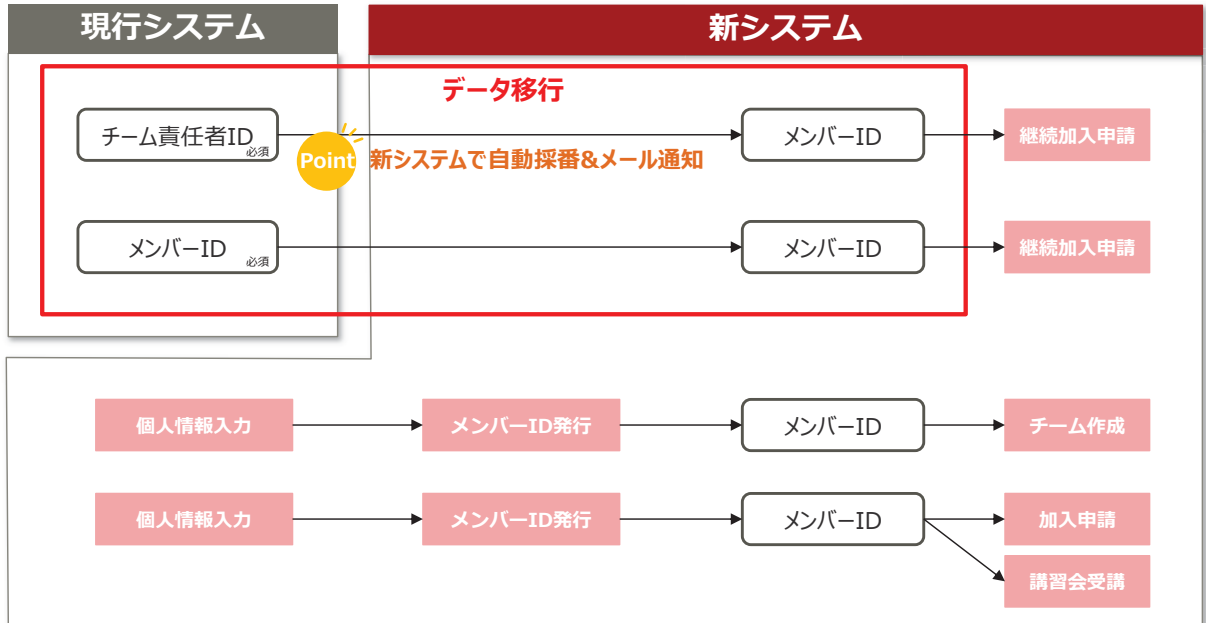 現行システム
新システム
データ移行
チーム責任者ID
必須
メンバーID
継続加入申請
Point
新システムで自動採番&メール通知
メンバーID
必須
メンバーID
継続加入申請
個人情報入力
メンバーID発行
メンバーID
チーム作成
個人情報入力
メンバーID発行
メンバーID
加入申請
講習会受講